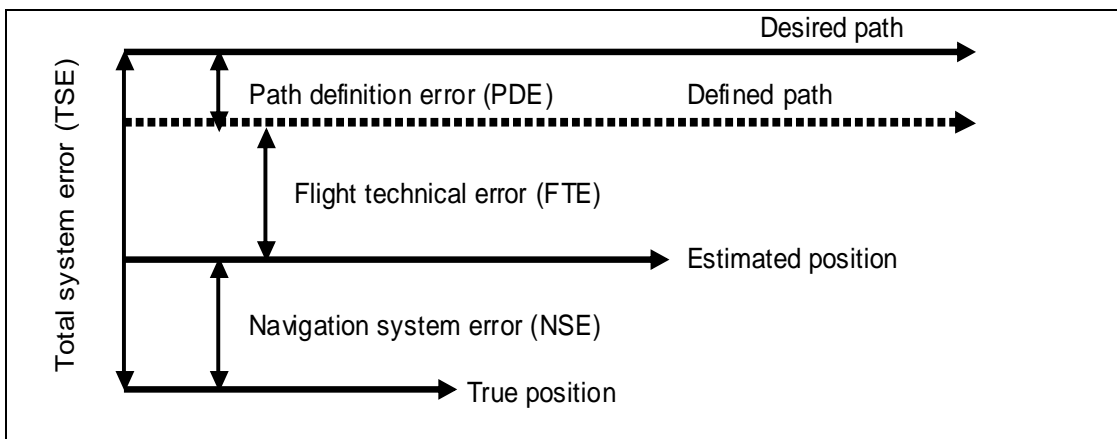 Desired path
Path definition error (PDE)
Defined path
Total system error (TSE)
Flight technical error (FTE)
Estimated position
Navigation system error (NSE)
True position